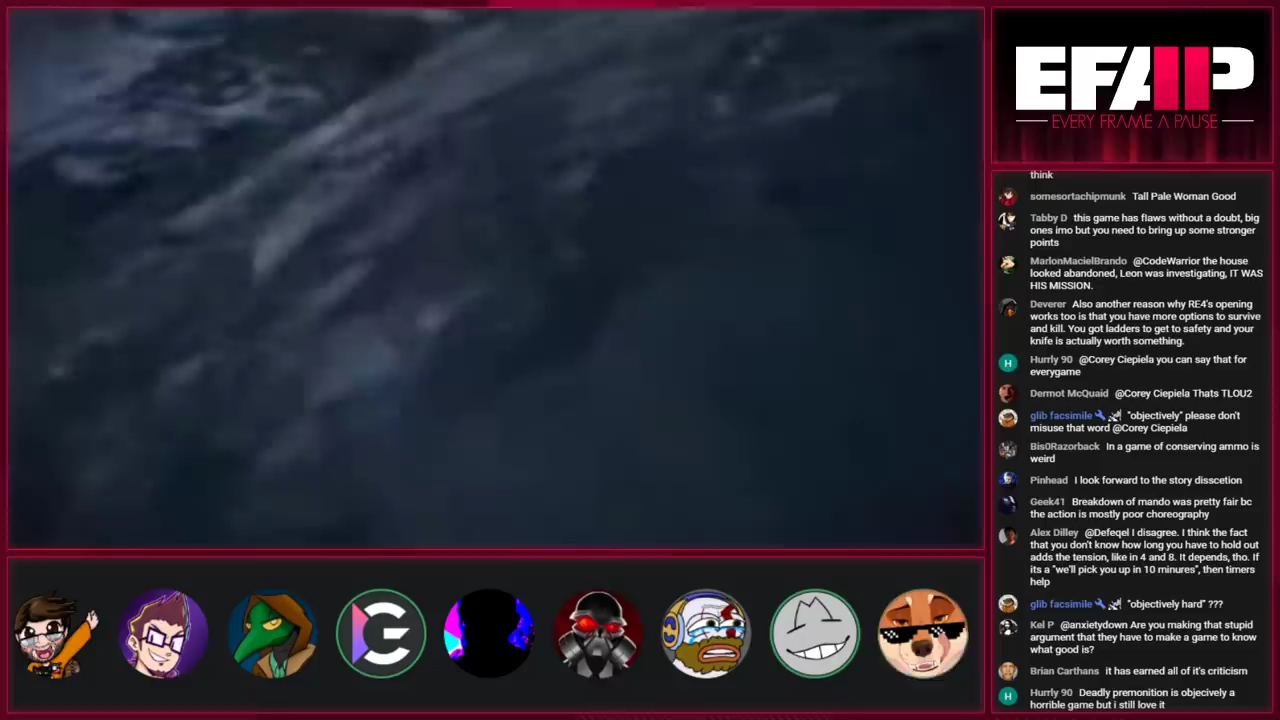 EFAP
EVERY FRAME A PAUSE
think
somesortachipmunk Tall Pale Woman Good
Tabby D this game has flaws without a doubt, big
ones imo but you need to bring up some stronger
points
MarlonMacielBrando @CodeWarrior the house
looked abandoned, Leon was investigating, IT WAS
HIS MISSION.
Deverer Also another reason why RE4's opening
works too is that you have more options to survive
and kill. You got ladders to get to safety and your
knife is actually worth something.
H
Hurrly 90 @Corey Ciepiela you can say that for
everygame
Dermot McQuaid @Corey Ciepiela Thats TLOU2
glib facsimile "objectively" please don't
misuse that word @Corey Ciepiela
Bis0Razorback In a game of conserving ammo is
weird
Pinhead I look forward to the story disscetion
Geek41 Breakdown of mando was pretty fair bc
the action is mostly poor choreography
Alex Dilley @Defeqel I disagree. I think the fact
that you don't know how long you have to hold out
adds the tension, like in 4 and 8. It depends, tho. If
its a "we'll pick you up in 10 minures", then timers
help
glib facsimile "objectively hard" ???
Kel P @anxietydown Are you making that stupid
argument that they have to make a game to know
what good is?
Brian Carthans it has earned all of it's criticism
H
Hurrly 90 Deadly premonition is objecively a
horrible game but i still love it